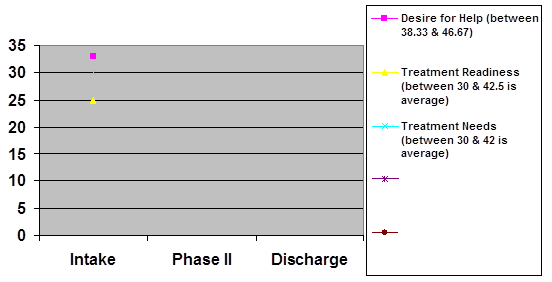 Desire for Help (between
38.33 & 46.67)
Treatment Readiness
(between 30 & 42.5 is
average)
Treatment Needs
(between 30 & 42 is
average)
35
30
25
20
15
10
5
0
Intake
Phase II
Discharge